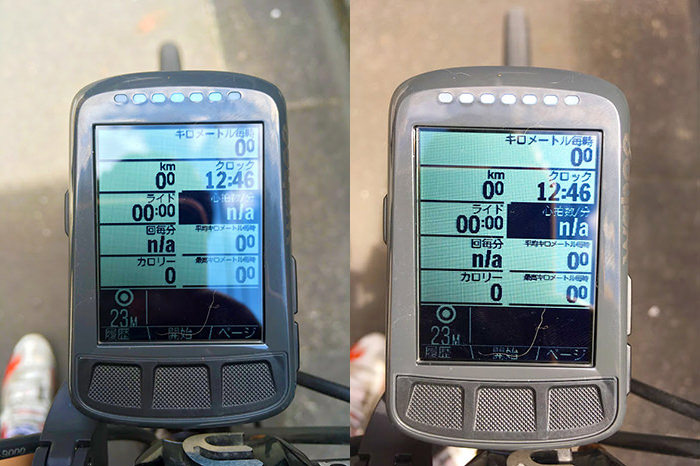 キロメートル毎時
0⁰
km
クロック
0⁰
12:46
ライド
心拍数/分
00:00
n/a
回毎分
平均キロメートル毎時
n/a
0⁰
カロリー
最高キロメートル毎時
0
0⁰
23M
履歴
開始
ページ
キロメートル毎時
0⁰
km
クロック
0⁰
12:46
ライド
心拍数/分
00:00
n/a
回毎分
平均キロメートル毎時
n/a
0⁰
カロリー
最高キロメートル毎時
0
0⁰
23M
履歴
開始
ページ
9000